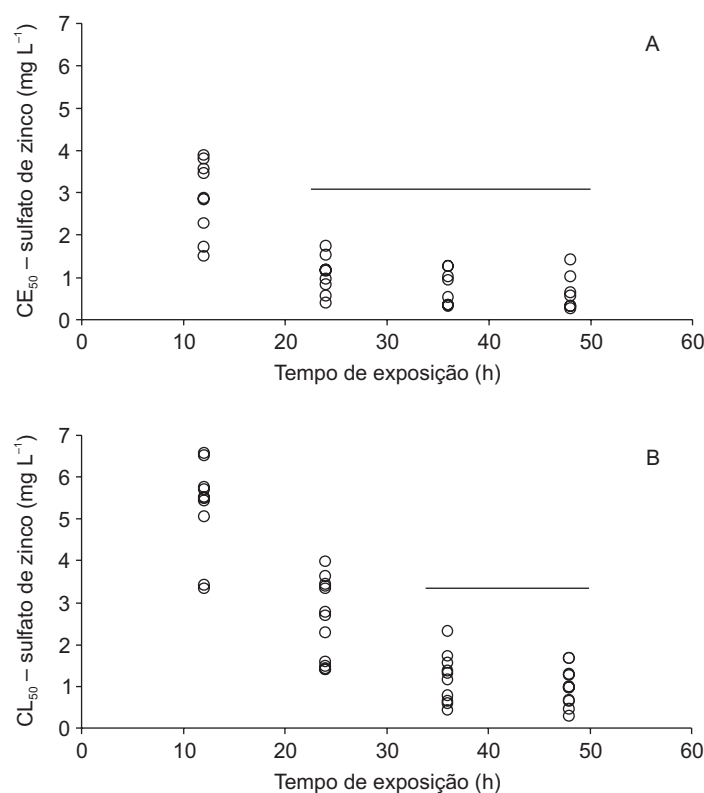 A
CE₅₀ – sulfato de zinco (mg L⁻¹)
7
6
5
4
3
2
1
0
0 10 20 30 40 50 60
Tempo de exposição (h)
B
CL₅₀ – sulfato de zinco (mg L⁻¹)
7
6
5
4
3
2
1
0
0 10 20 30 40 50 60
Tempo de exposição (h)